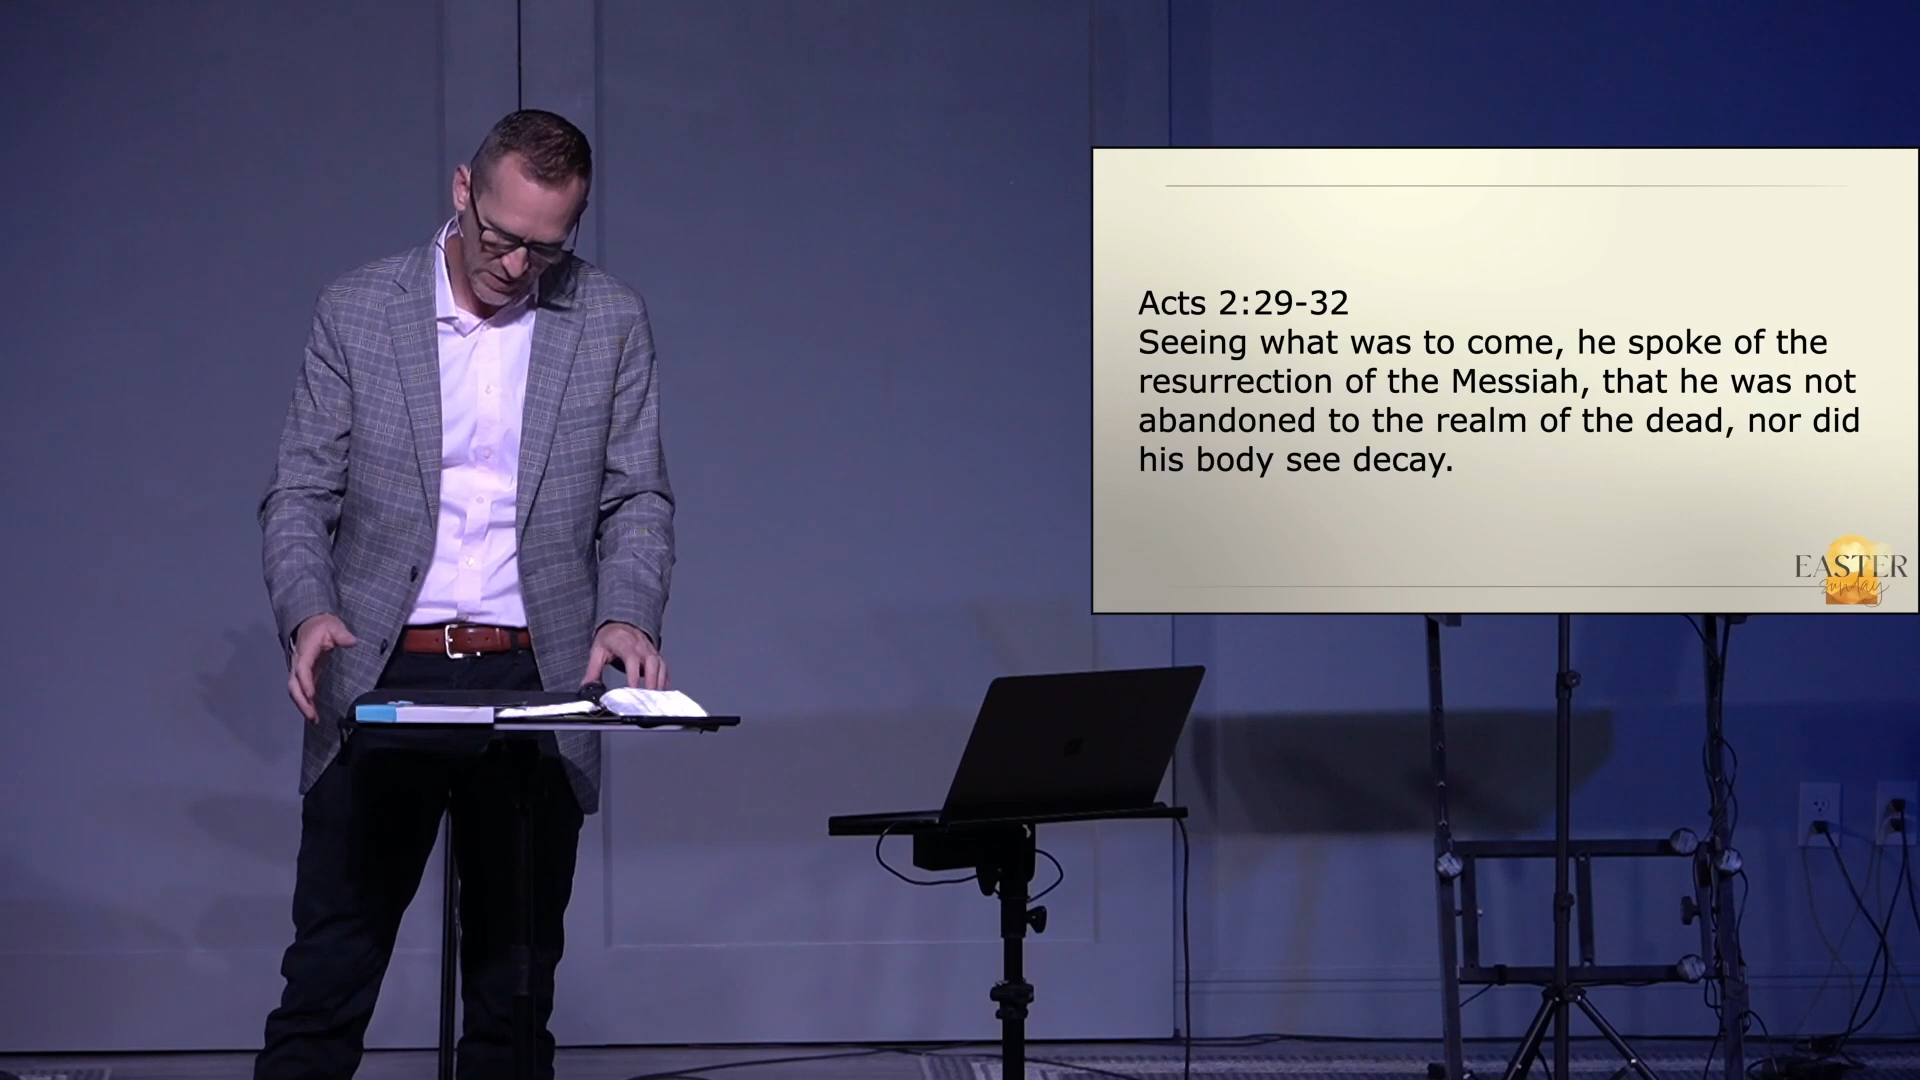 Acts 2:29-32
Seeing what was to come, he spoke of the
resurrection of the Messiah, that he was not
abandoned to the realm of the dead, nor did
his body see decay.
EASTER
Sunday